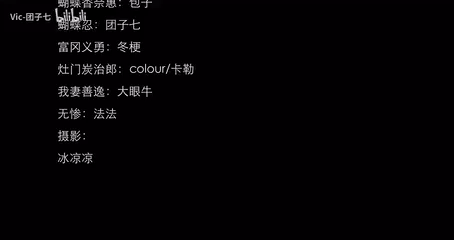 蝴蝶香奈惠：包子
Vic-团子七 bilibili
蝴蝶忍：团子七
富冈义勇：冬梗
灶门炭治郎：colour/卡勒
我妻善逸：大眼牛
无惨：法法
摄影：
冰凉凉